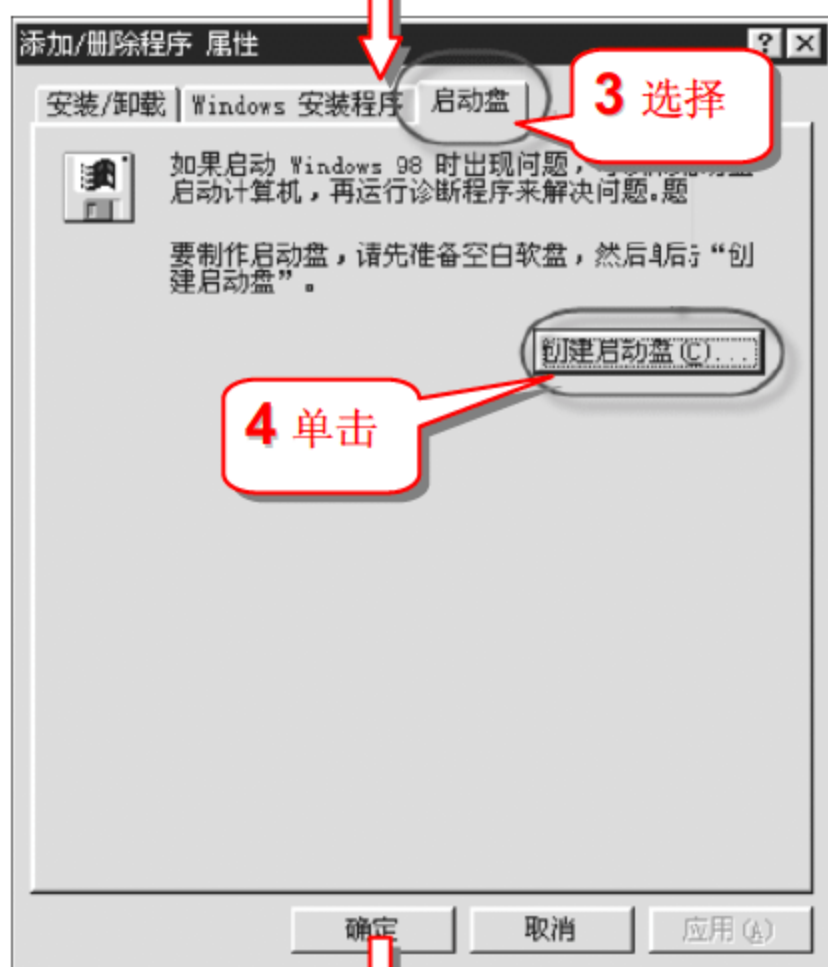 添加/删除程序 属性
安装/卸载 Windows 安装程序 启动盘
3 选择
如果启动 Windows 98 时出现问题，
启动计算机，再运行诊断程序来解决问题.题
要制作启动盘，请先准备空白软盘，然后 “创
建启动盘”。
创建启动盘(C)...
4 单击
确定 取消 应用(A)